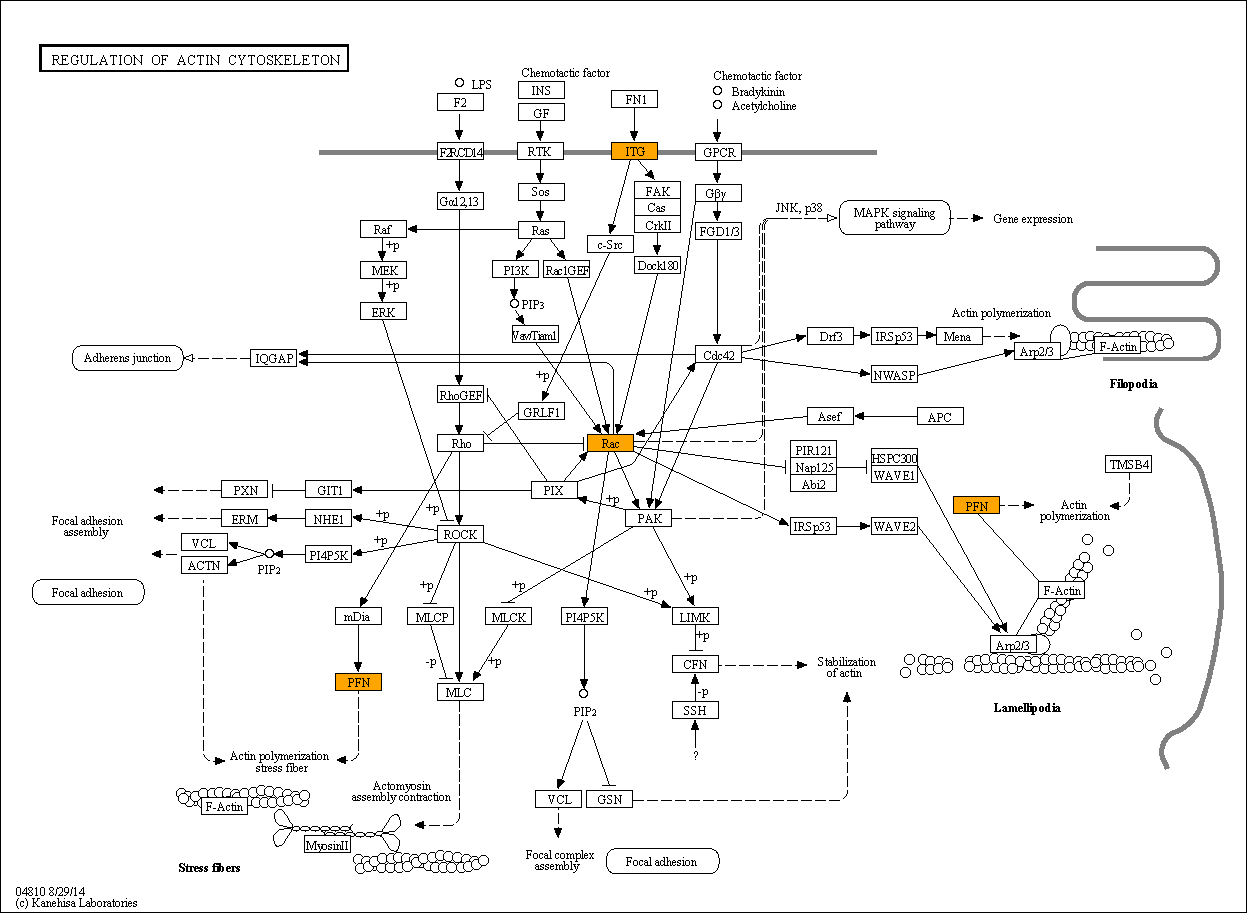 REGULATION OF ACTIN CYTOSKELETON
LPS
Chemotactic factor
Chemotactic factor
INS
Bradykinin
F2
FN1
Acetylcholine
GF
F2RCD14
RTK
ITG
GPCR
Gα12,13
Sos
FAK
Gβγ
Cas
JNK, p38
MAPK signaling
pathway
Gene expression
CrkII
Raf
Ras
FGD1/3
+p
c-Src
MEK
PI3K
Rac1GEF
Dock180
+p
ERK
PIP3
Actin polymerization
Vav/Tiam1
Drf3
IRSp53
Mena
Adherens junction
IQGAP
Cdc42
Arp2/3
F-Actin
+p
NWASP
Filopodia
RhoGEF
GRLF1
Asef
APC
Rho
Rac
PIR121
Nap125
Abi2
HSPC300
WAVE1
TMSB4
PXN
GIT1
PIX
+p
+p
PFN
Actin
polymerization
Focal adhesion
assembly
ERM
NHE1
+p
PAK
IRSp53
WAVE2
ROCK
VCL
+p
ACTN
PIP2
PI4P5K
Focal adhesion
+p
+p
+p
+p
F-Actin
mDia
MLCP
MLCK
PI4P5K
LIMK
+p
Arp2/3
-p
+p
CFN
Stabilization
of actin
PFN
MLC
-p
PIP2
SSH
Lamellipodia
?
Actin polymerization
stress fiber
Actomyosin
assembly contraction
F-Actin
VCL
GSN
MyosinII
Stress fibers
Focal complex
assembly
Focal adhesion
04810 8/29/14
(c) Kanehisa Laboratories